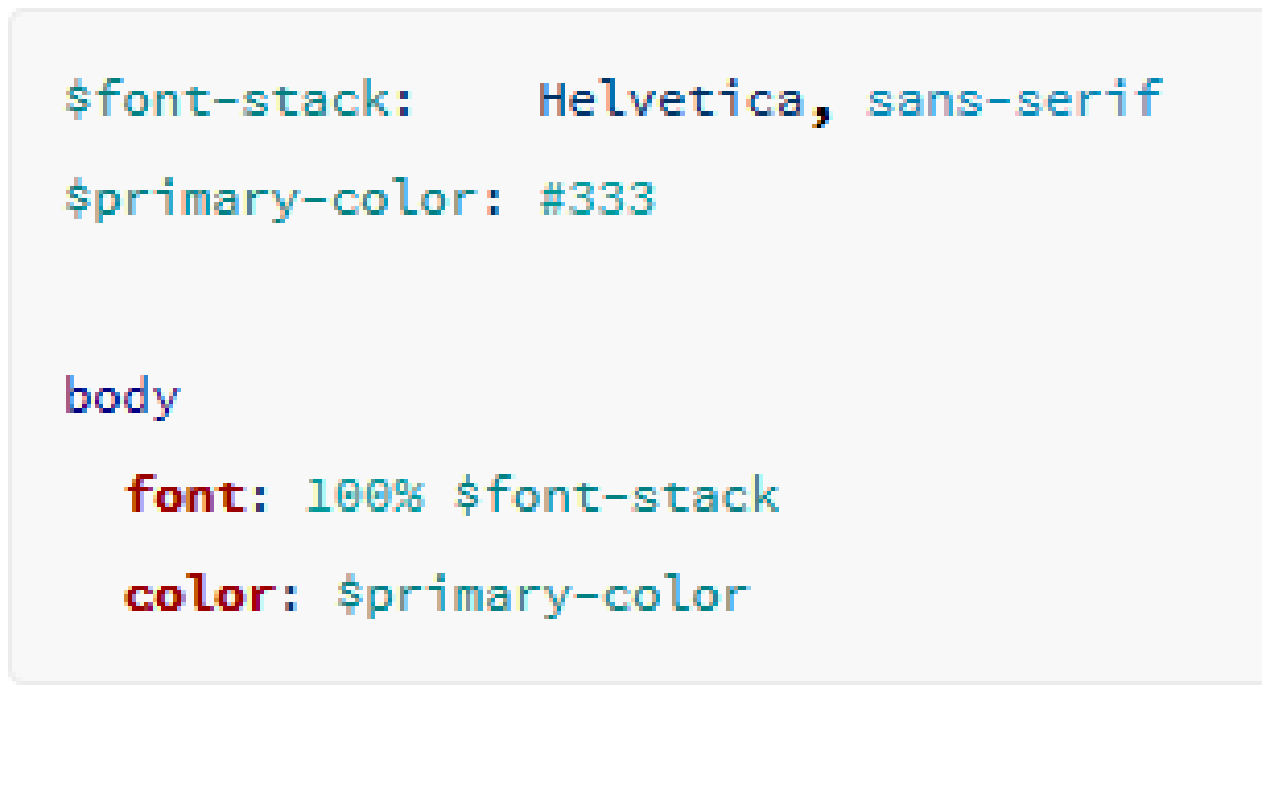 $font-stack:    Helvetica, sans-serif
$primary-color: #333
body
  font: 100% $font-stack
  color: $primary-color